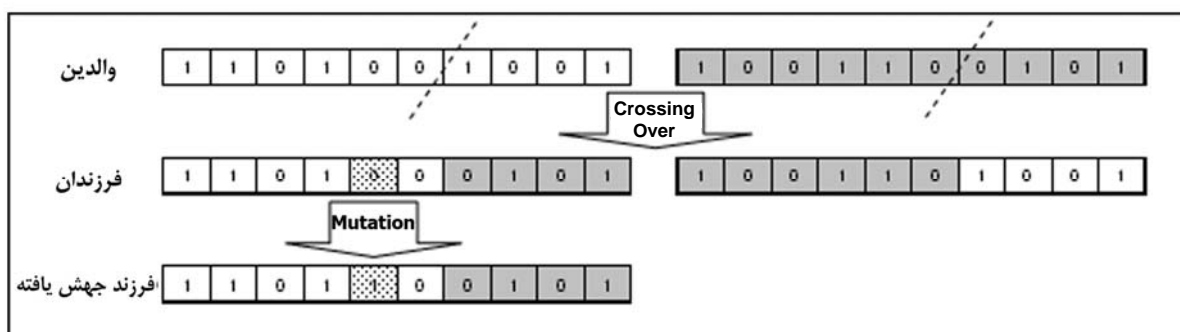 والدین 1 1 0 1 0 0 1 0 0 1 1 0 0 1 1 0 0 1 0 1
Crossing
Over
فرزندان 1 1 0 1 0 0 0 1 0 1 1 0 0 1 1 0 1 0 0 1
Mutation
فرزند جهش یافته 1 1 0 1 1 0 0 1 0 1